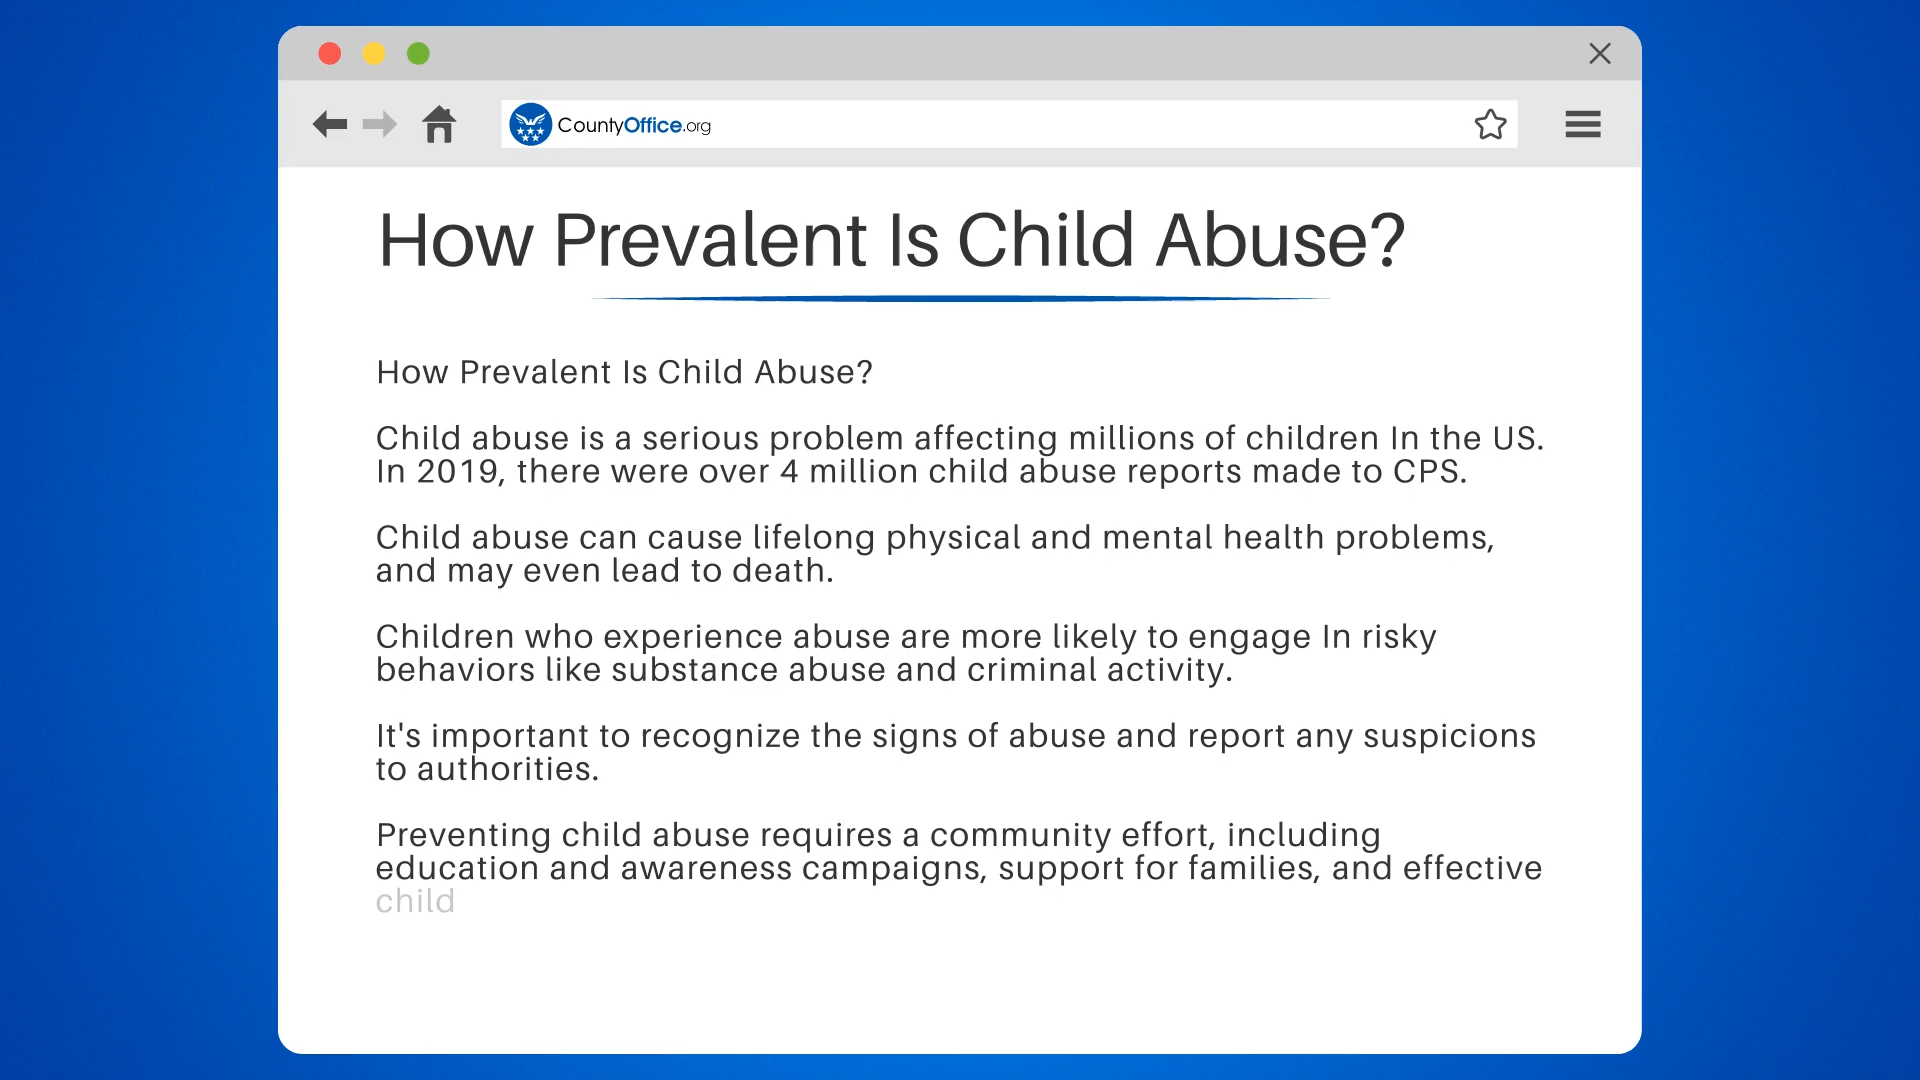 CountyOffice.org
How Prevalent Is Child Abuse?
How Prevalent Is Child Abuse?
Child abuse is a serious problem affecting millions of children In the US.
In 2019, there were over 4 million child abuse reports made to CPS.
Child abuse can cause lifelong physical and mental health problems,
and may even lead to death.
Children who experience abuse are more likely to engage In risky
behaviors like substance abuse and criminal activity.
It's important to recognize the signs of abuse and report any suspicions
to authorities.
Preventing child abuse requires a community effort, including
education and awareness campaigns, support for families, and effective
child